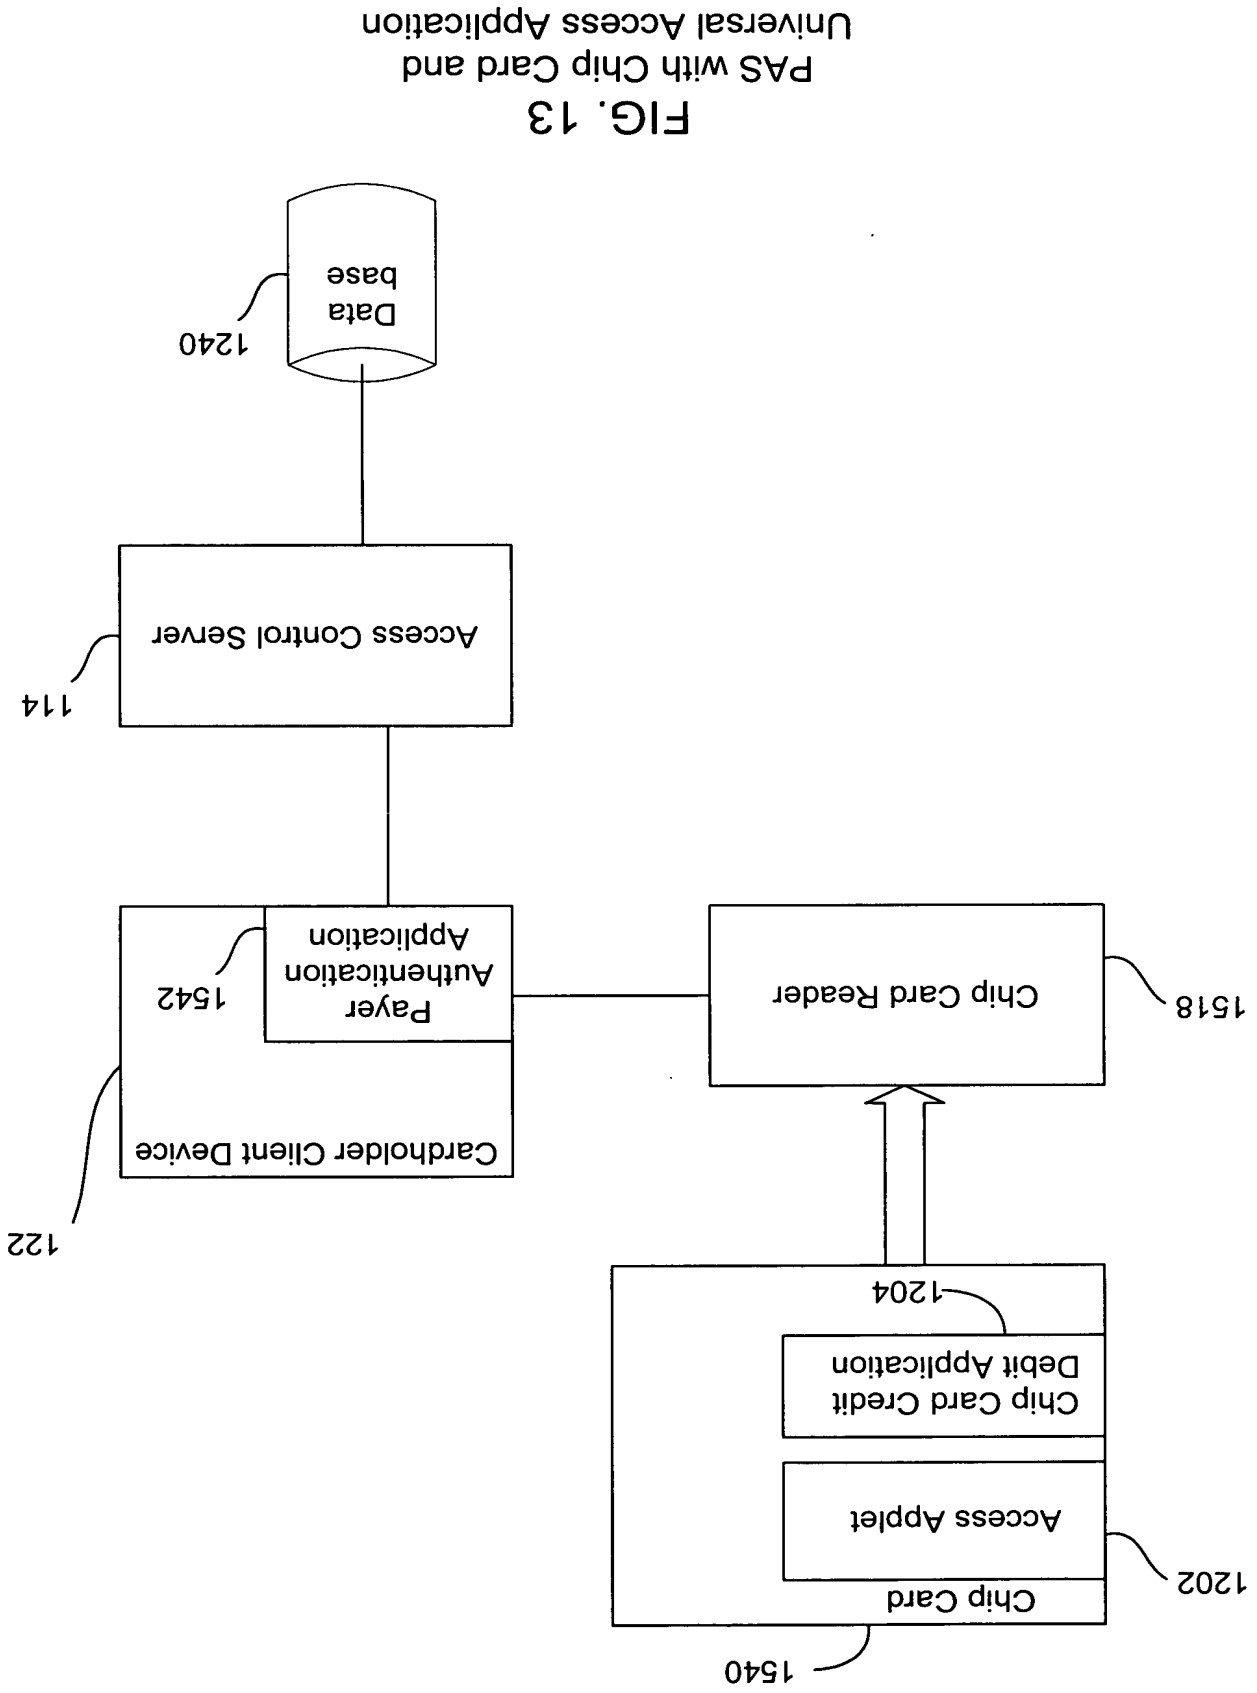 1540
Chip Card
1202
Access Applet
Chip Card Credit
Debit Application
1204
122
Cardholder Client Device
1518
Chip Card Reader
Payer
Authentication
Application
1542
114
Access Control Server
1240
Data
base
FIG. 13
PAS with Chip Card and
Universal Access Application